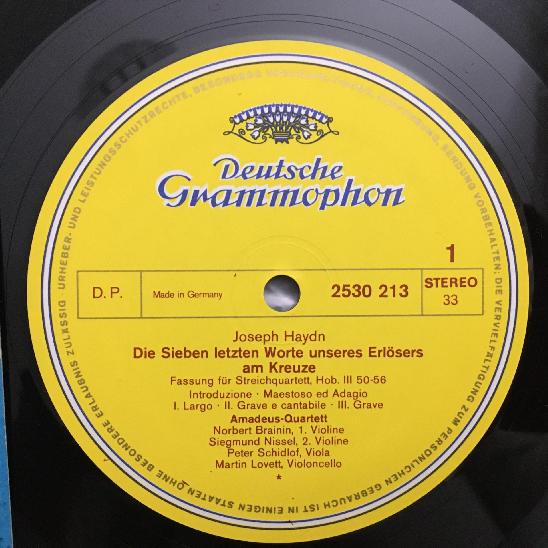 Deutsche
Grammophon
1
D.P.
Made in Germany
2530 213
STEREO
33
Joseph Haydn
Die Sieben letzten Worte unseres Erlösers
am Kreuze
Fassung für Streichquartett, Hob. III 50-56
Introduzione · Maestoso ed Adagio
I. Largo · II. Grave e cantabile · III. Grave
Amadeus-Quartett
Norbert Brainin, 1. Violine
Siegmund Nissel, 2. Violine
Peter Schidlof, Viola
Martin Lovett, Violoncello
*
URHEBER- UND LEISTUNGSSCHUTZRECHTE, BESONDERS SENDUNG VORBEHALTEN; DIE VERVIELFÄLTIGUNG ZUM PERSÖNLICHEN GEBRAUCH IST IN EINIGEN STAATEN OHNE BESONDERE ERLAUBNIS ZULÄSSIG